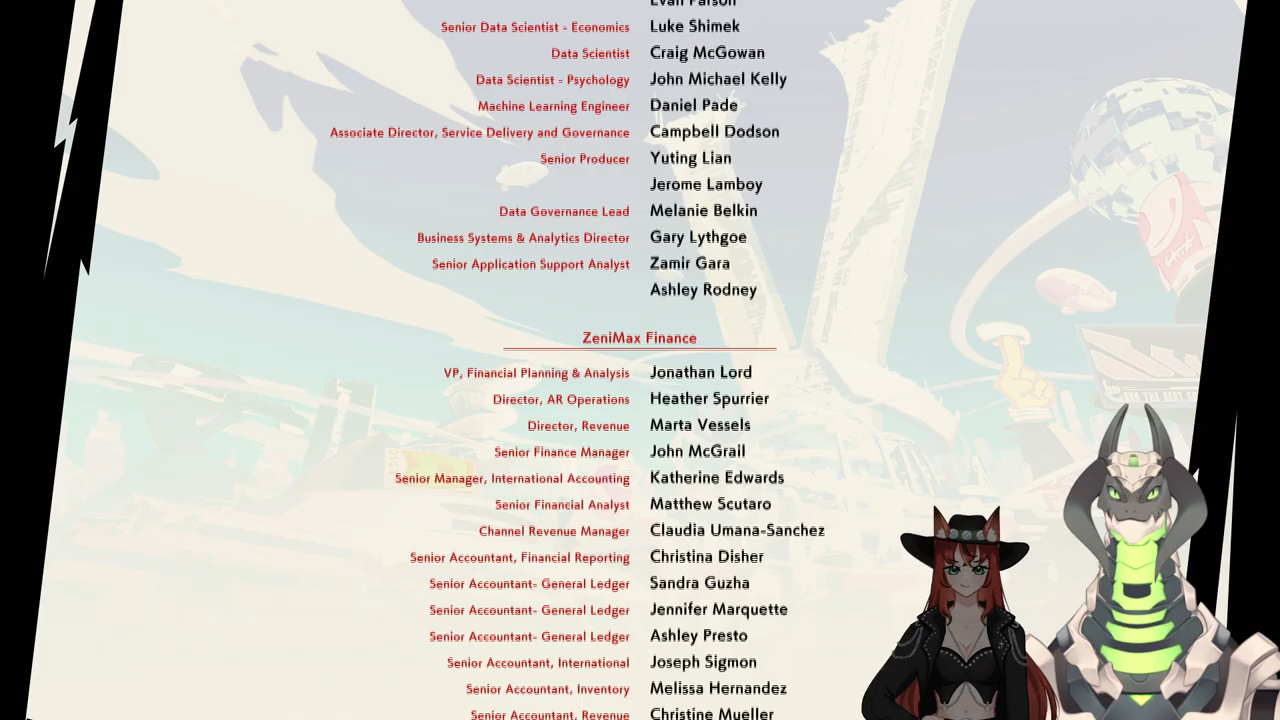 Evan Parson
Senior Data Scientist - Economics Luke Shimek
Data Scientist Craig McGowan
Data Scientist - Psychology John Michael Kelly
Machine Learning Engineer Daniel Pade
Associate Director, Service Delivery and Governance Campbell Dodson
Senior Producer Yuting Lian
Jerome Lamboy
Data Governance Lead Melanie Belkin
Business Systems & Analytics Director Gary Lythgoe
Senior Application Support Analyst Zamir Gara
Ashley Rodney
ZeniMax Finance
VP, Financial Planning & Analysis Jonathan Lord
Director, AR Operations Heather Spurrier
Director, Revenue Marta Vessels
Senior Finance Manager John McGrail
Senior Manager, International Accounting Katherine Edwards
Senior Financial Analyst Matthew Scutaro
Channel Revenue Manager Claudia Umana-Sanchez
Senior Accountant, Financial Reporting Christina Disher
Senior Accountant- General Ledger Sandra Guzha
Senior Accountant- General Ledger Jennifer Marquette
Senior Accountant- General Ledger Ashley Presto
Senior Accountant, International Joseph Sigmon
Senior Accountant, Inventory Melissa Hernandez
Senior Accountant, Revenue Christine Mueller